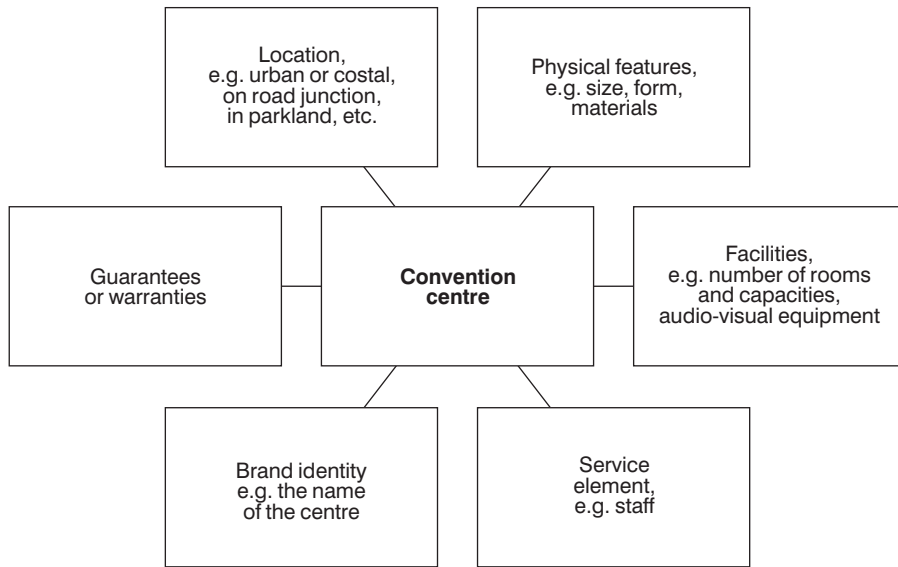 Location,
e.g. urban or costal,
on road junction,
in parkland, etc.
Physical features,
e.g. size, form,
materials
Guarantees
or warranties
Convention
centre
Facilities,
e.g. number of rooms
and capacities,
audio-visual equipment
Brand identity
e.g. the name
of the centre
Service
element,
e.g. staff